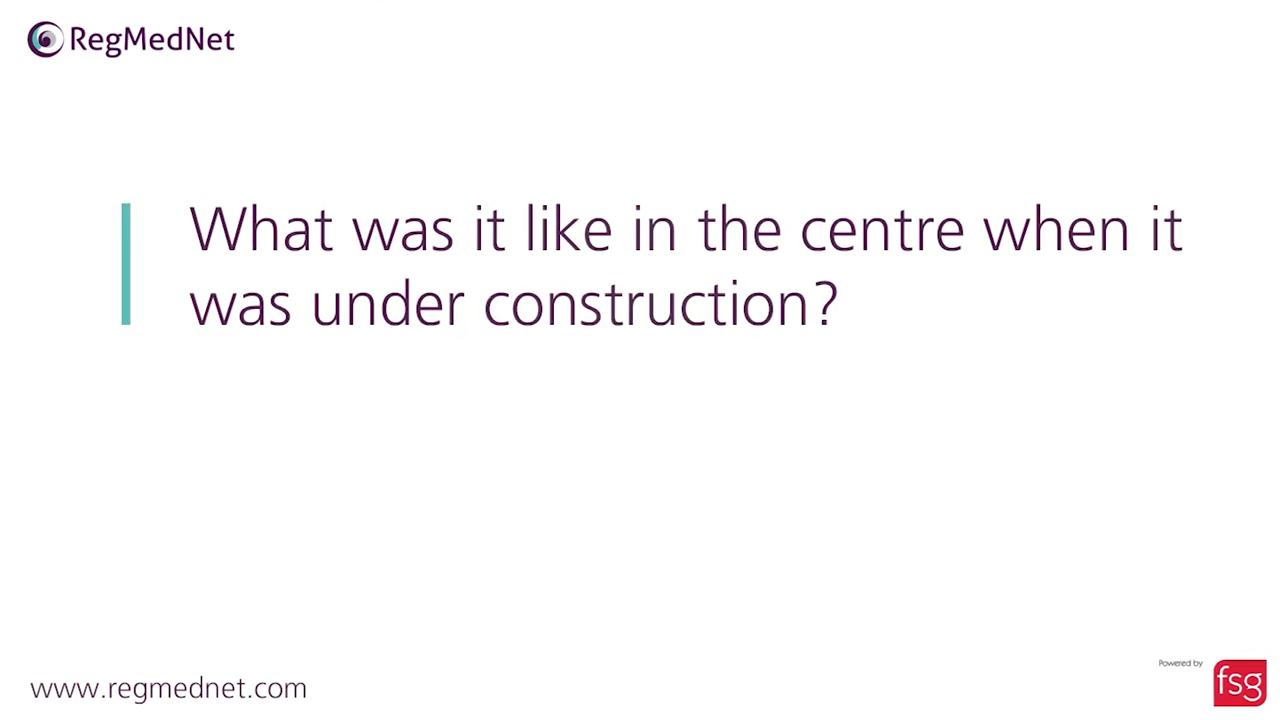 RegMedNet
What was it like in the centre when it
was under construction?
www.regmednet.com
Powered by
fsg